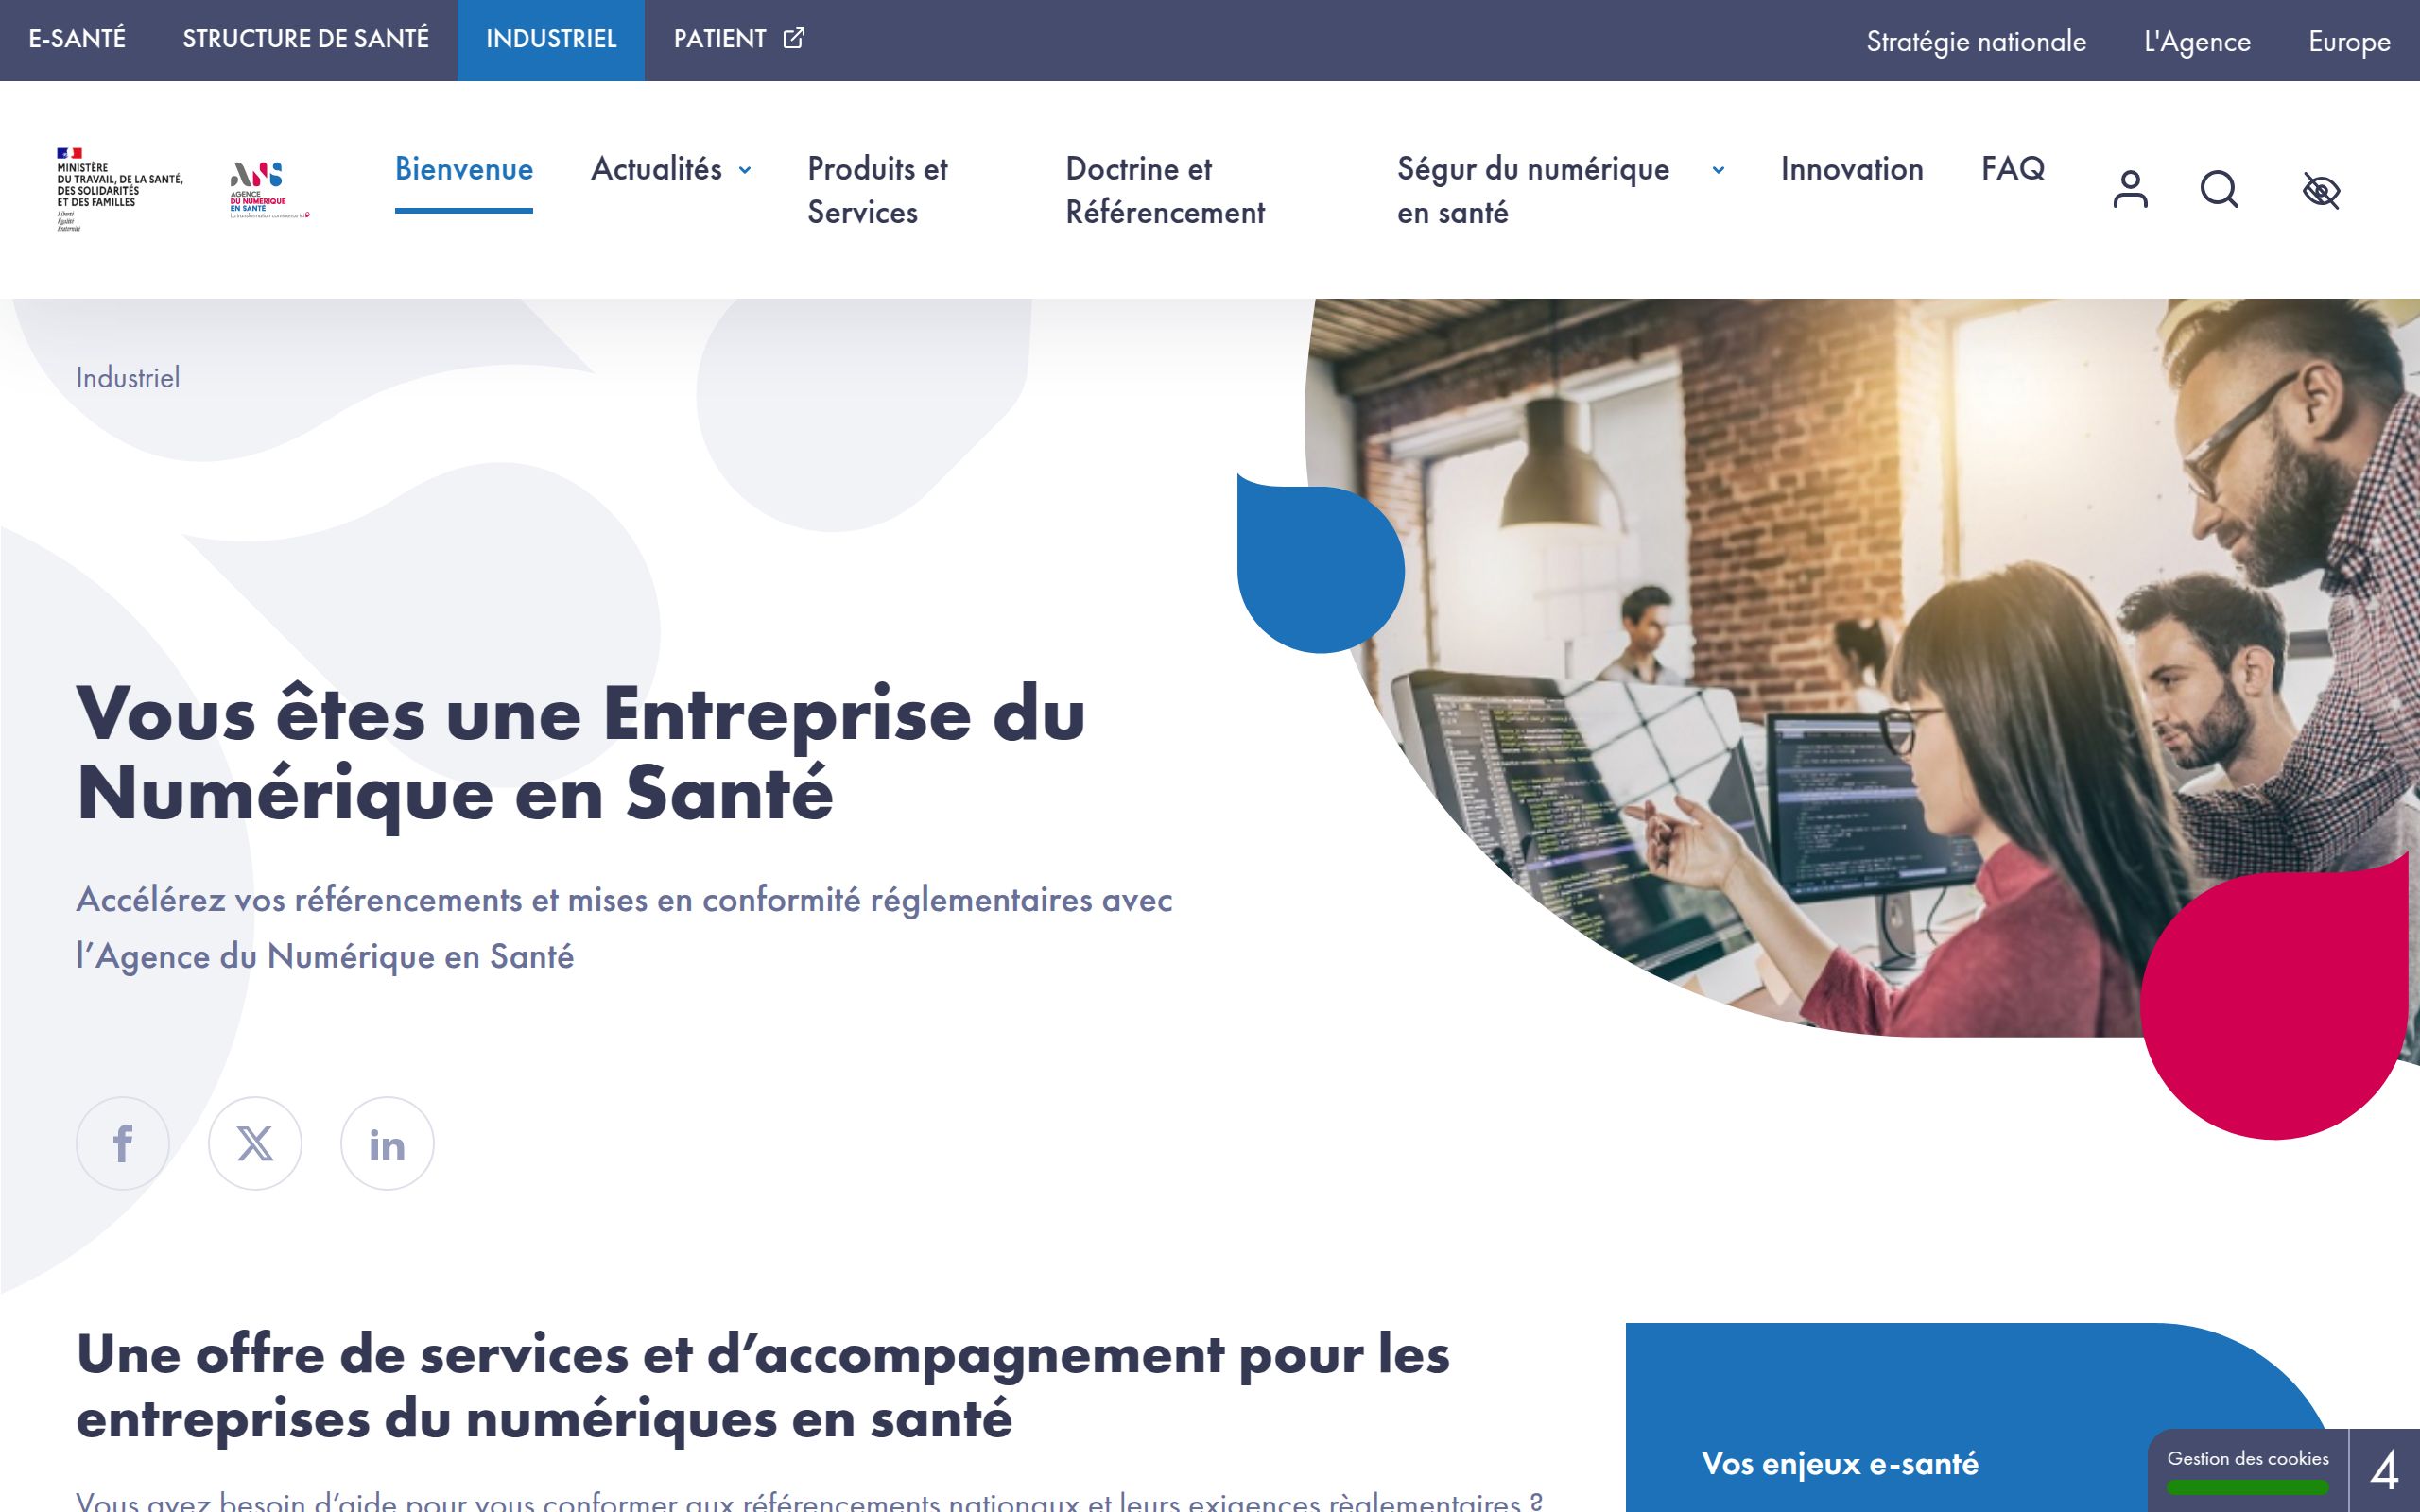 E-SANTÉ STRUCTURE DE SANTÉ INDUSTRIEL PATIENT Stratégie nationale L'Agence Europe
MINISTÈRE
DU TRAVAIL, DE LA SANTÉ,
DES SOLIDARITÉS
ET DES FAMILLES
Liberté
Égalité
Fraternité
AGENCE
DU NUMÉRIQUE
EN SANTÉ
La transformation commence ici
Bienvenue Actualités Produits et Services Doctrine et Référencement Ségur du numérique en santé Innovation FAQ
Industriel
Vous êtes une Entreprise du
Numérique en Santé
Accélérez vos référencements et mises en conformité réglementaires avec
l’Agence du Numérique en Santé
Une offre de services et d’accompagnement pour les
entreprises du numériques en santé
Vous avez besoin d’aide pour vous conformer aux référencements nationaux et leurs exigences règlementaires ?
Vos enjeux e-santé
Gestion des cookies
4